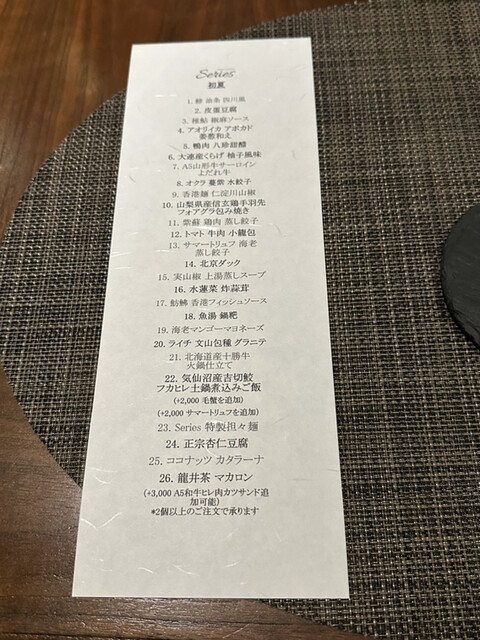 Series
初夏
1. 鯵 油条 四川風
2. 皮蛋豆腐
3. 稚鮎 椒麻ソース
4. アオリイカ アボカド
姜葱和え
5. 鴨肉 八珍甜醋
6. 大連産くらげ 柚子風味
7. A5山形牛サーロイン
よだれ牛
8. オクラ 蔓紫 水餃子
9. 香港麺 仁淀川山椒
10. 山梨県産信玄鶏手羽先
フォアグラ包み焼き
11. 紫蘇 鶏肉 蒸し餃子
12. トマト 牛肉 小籠包
13. サマートリュフ 海老
蒸し餃子
14. 北京ダック
15. 実山椒 上湯蒸しスープ
16. 水蓮菜 炸蒜茸
17. 魴鮄 香港フィッシュソース
18. 魚湯 鍋粑
19. 海老マンゴーマヨネーズ
20. ライチ 文山包種 グラニテ
21. 北海道産十勝牛
火鍋仕立て
22. 気仙沼産吉切鮫
フカヒレ土鍋煮込みご飯
(+2,000 毛蟹を追加)
(+2,000 サマートリュフを追加)
23. Series 特製担々麺
24. 正宗杏仁豆腐
25. ココナッツ カタラーナ
26. 龍井茶 マカロン
(+3,000 A5和牛ヒレ肉カツサンド追
加可能)
*2個以上のご注文で承ります